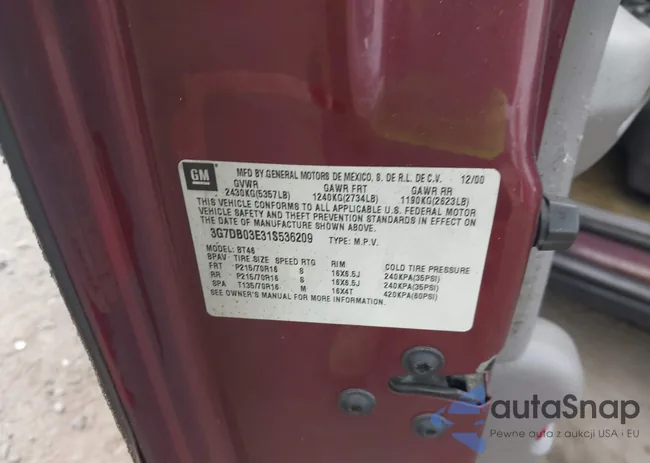 GM
MFD BY GENERAL MOTORS DE MEXICO, S. DE R.L. DE C.V. 12/00
GVWR GAWR FRT GAWR RR
2430KG(5357LB) 1240KG(2734LB) 1190KG(2623LB)
THIS VEHICLE CONFORMS TO ALL APPLICABLE U.S. FEDERAL MOTOR
VEHICLE SAFETY AND THEFT PREVENTION STANDARDS IN EFFECT ON THE
DATE OF MANUFACTURE SHOWN ABOVE.
3G7DB03E31S536209 TYPE: M.P.V.
MODEL: BT46
BPAV TIRE SIZE SPEED RTG RIM COLD TIRE PRESSURE
FRT P215/70R16 S 16X6.5J 240KPA(35PSI)
RR P215/70R16 S 16X6.5J 240KPA(35PSI)
SPA T135/70R16 M 16X4T 420KPA(60PSI)
SEE OWNER'S MANUAL FOR MORE INFORMATION.
autaSnap
Pewne auta z aukcji USA i EU